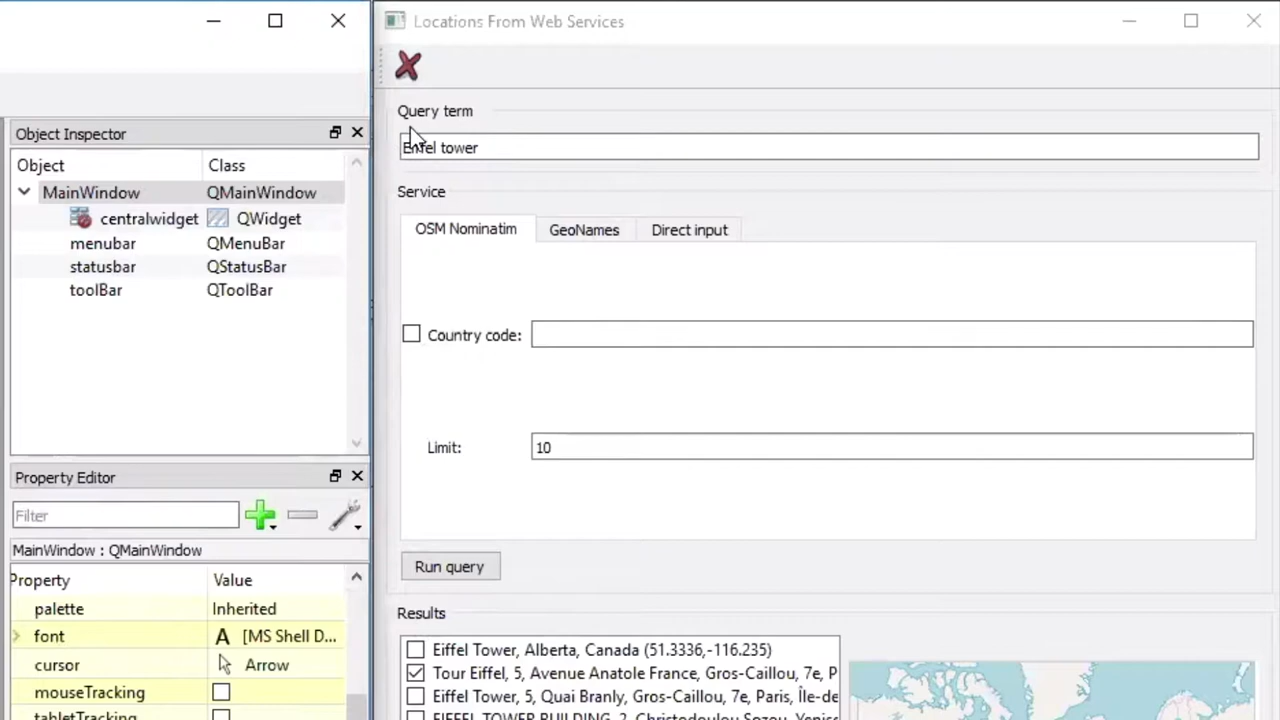 Locations From Web Services
Object Inspector
Object Class
MainWindow QMainWindow
centralwidget QWidget
menubar QMenuBar
statusbar QStatusBar
toolBar QToolBar
Property Editor
Filter
MainWindow : QMainWindow
Property Value
palette Inherited
font A [MS Shell D...
cursor Arrow
mouseTracking
tabletTracking
Query term
Eiffel tower
Service
OSM Nominatim GeoNames Direct input
Country code:
Limit: 10
Run query
Results
Eiffel Tower, Alberta, Canada (51.3336,-116.235)
Tour Eiffel, 5, Avenue Anatole France, Gros-Caillou, 7e, P
Eiffel Tower, 5, Quai Branly, Gros-Caillou, 7e, Paris, Île-de-
EIFFEL TOWER BUILDING, 2, Christodoulou Sozou, Yenis